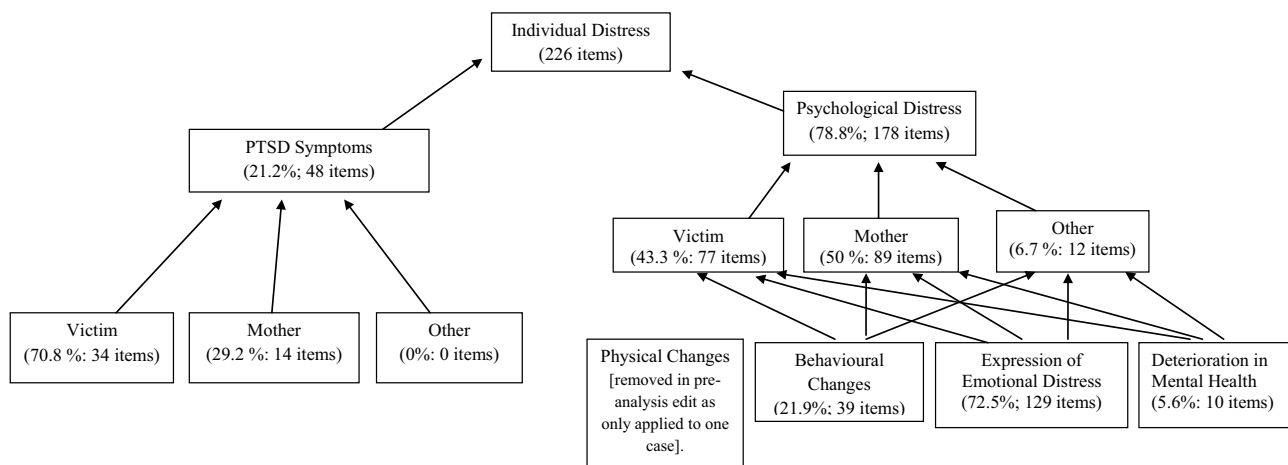 Individual Distress
(226 items)
Psychological Distress
(78.8%; 178 items)
PTSD Symptoms
(21.2%; 48 items)
Victim
(43.3 %: 77 items)
Mother
(50 %: 89 items)
Other
(6.7 %: 12 items)
Victim
(70.8 %: 34 items)
Mother
(29.2 %: 14 items)
Other
(0%: 0 items)
Physical Changes
[removed in pre-
analysis edit as
only applied to one
case].
Behavioural
Changes
(21.9%; 39 items)
Expression of
Emotional Distress
(72.5%; 129 items)
Deterioration in
Mental Health
(5.6%: 10 items)